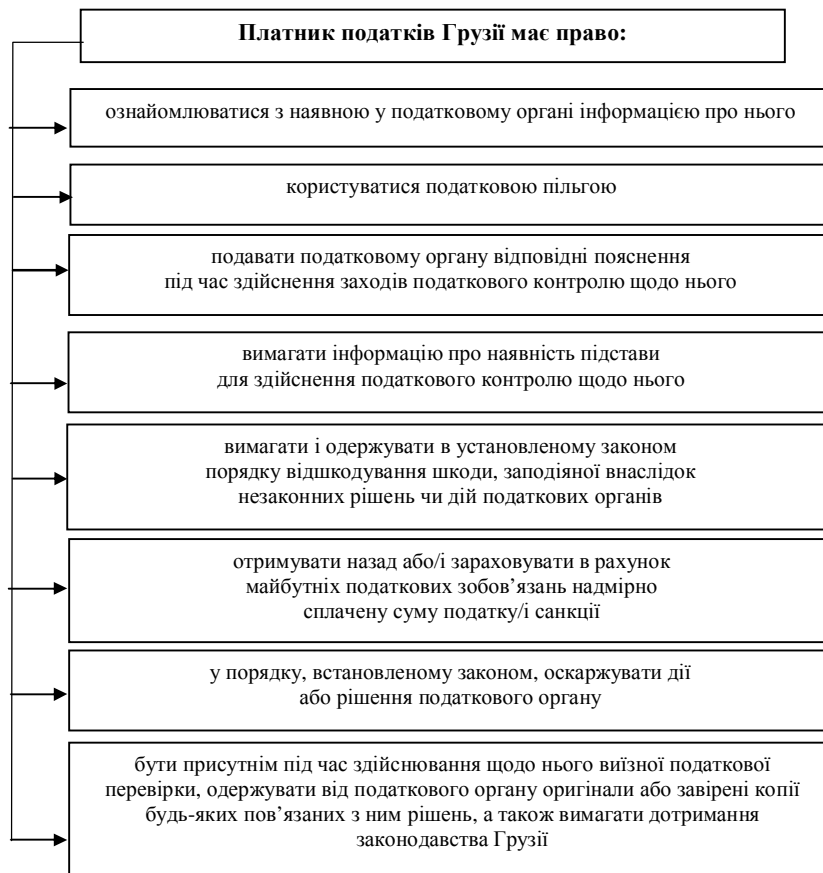 Платник податків Грузії має право:
ознайомлюватися з наявною у податковому органі інформацією про нього
користуватися податковою пільгою
подавати податковому органу відповідні пояснення
під час здійснення заходів податкового контролю щодо нього
вимагати інформацію про наявність підстави
для здійснення податкового контролю щодо нього
вимагати і одержувати в установленому законом
порядку відшкодування шкоди, заподіяної внаслідок
незаконних рішень чи дій податкових органів
отримувати назад або/і зараховувати в рахунок
майбутніх податкових зобов’язань надмірно
сплачену суму податку/і санкції
у порядку, встановленому законом, оскаржувати дії
або рішення податкового органу
бути присутнім під час здійснювання щодо нього виїзної податкової
перевірки, одержувати від податкового органу оригінали або завірені копії
будь-яких пов’язаних з ним рішень, а також вимагати дотримання
законодавства Грузії